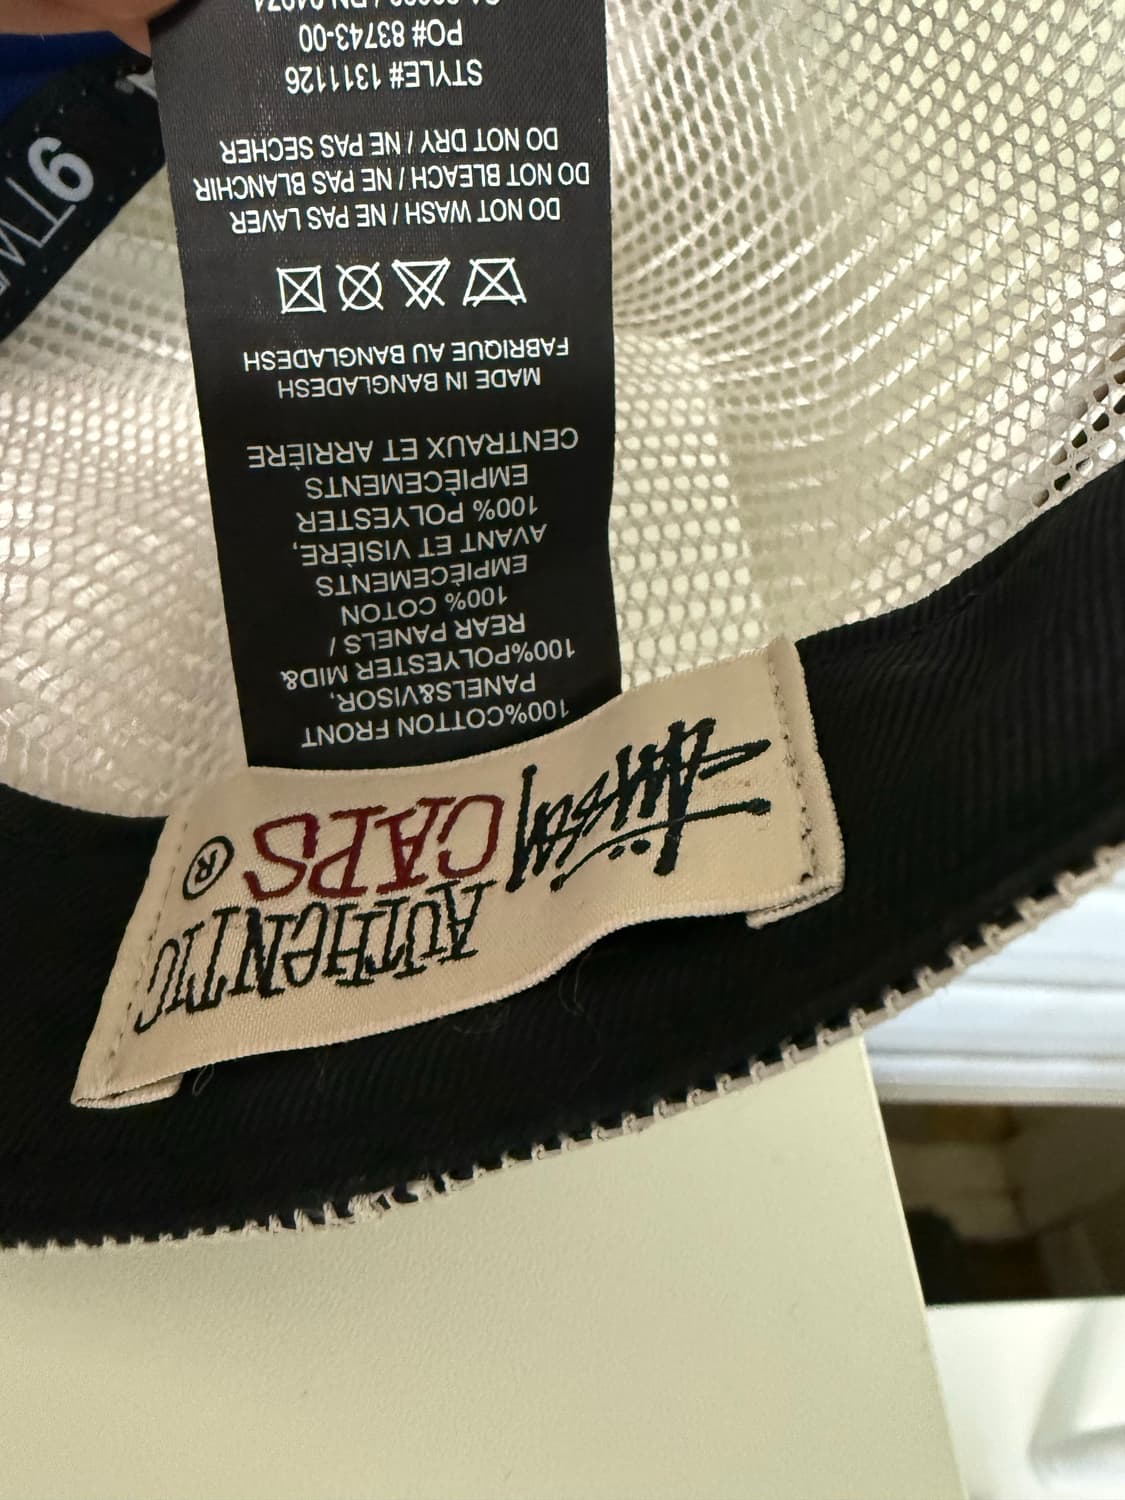 100%COTTON FRONT
PANELS&VISOR,
100%POLYESTER MID&
REAR PANELS /
100% COTON
EMPIÈCEMENTS
AVANT ET VISIÈRE,
100% POLYESTER
EMPIÈCEMENTS
CENTRAUX ET ARRIÈRE
MADE IN BANGLADESH
FABRIQUE AU BANGLADESH
DO NOT WASH / NE PAS LAVER
DO NOT BLEACH / NE PAS BLANCHIR
DO NOT DRY / NE PAS SECHER
STYLE# 1311126
PO# 83743-00
Stüssy
AUTHENTIC
CAPS ®
9TW